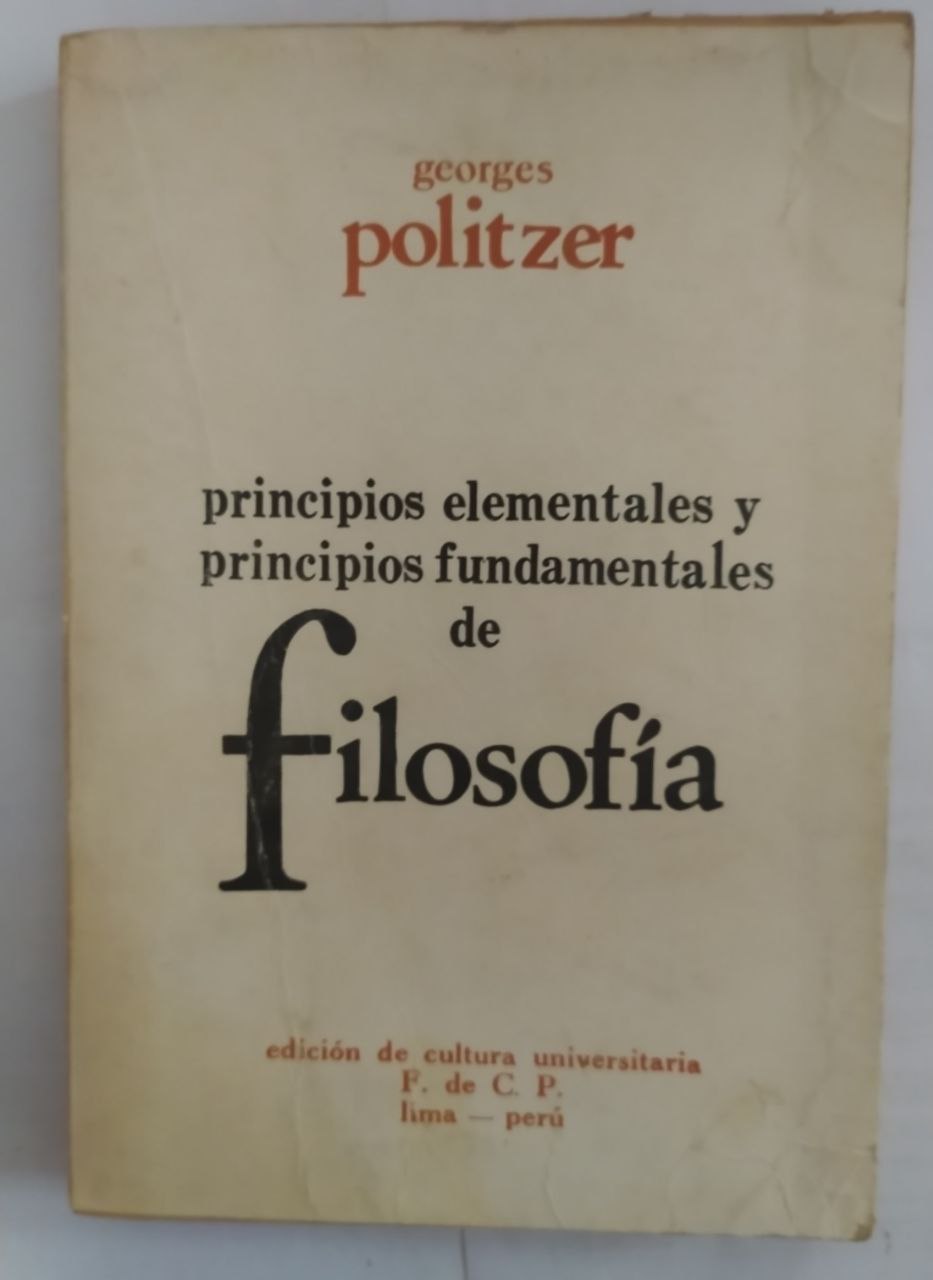 georges
politzer
principios elementales y
principios fundamentales
de
filosofía
edición de cultura universitaria
F. de C. P.
lima — perú